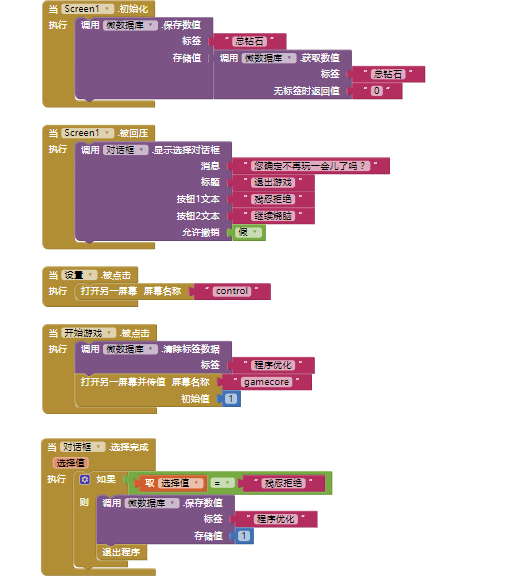 当 Screen1 .初始化
执行 调用 微数据库 .保存数值
标签 " 总钻石 "
存储值 调用 微数据库 .获取数值
标签 " 总钻石 "
无标签时返回值 " 0 "
当 Screen1 .被回压
执行 调用 对话框 .显示选择对话框
消息 " 您确定不再玩一会儿了吗? "
标题 " 退出游戏 "
按钮1文本 " 残忍拒绝 "
按钮2文本 " 继续烧脑 "
允许撤销 假
当 设置 .被点击
执行 打开另一屏幕 屏幕名称 " control "
当 开始游戏 .被点击
执行 调用 微数据库 .清除标签数据
标签 " 程序优化 "
打开另一屏幕并传值 屏幕名称 " gamecore "
初始值 1
当 对话框 .选择完成
选择值
执行 如果 取 选择值 = " 残忍拒绝 "
则 调用 微数据库 .保存数值
标签 " 程序优化 "
存储值 1
退出程序